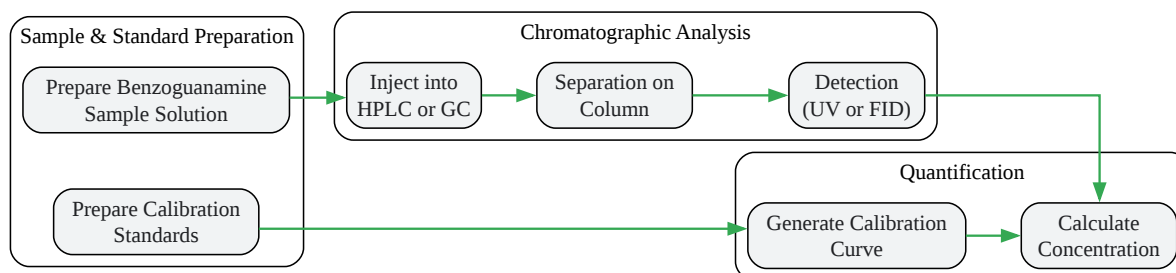 Sample & Standard Preparation
Prepare Benzoguanamine
Sample Solution
Prepare Calibration
Standards
Chromatographic Analysis
Inject into
HPLC or GC
Separation on
Column
Detection
(UV or FID)
Quantification
Generate Calibration
Curve
Calculate
Concentration